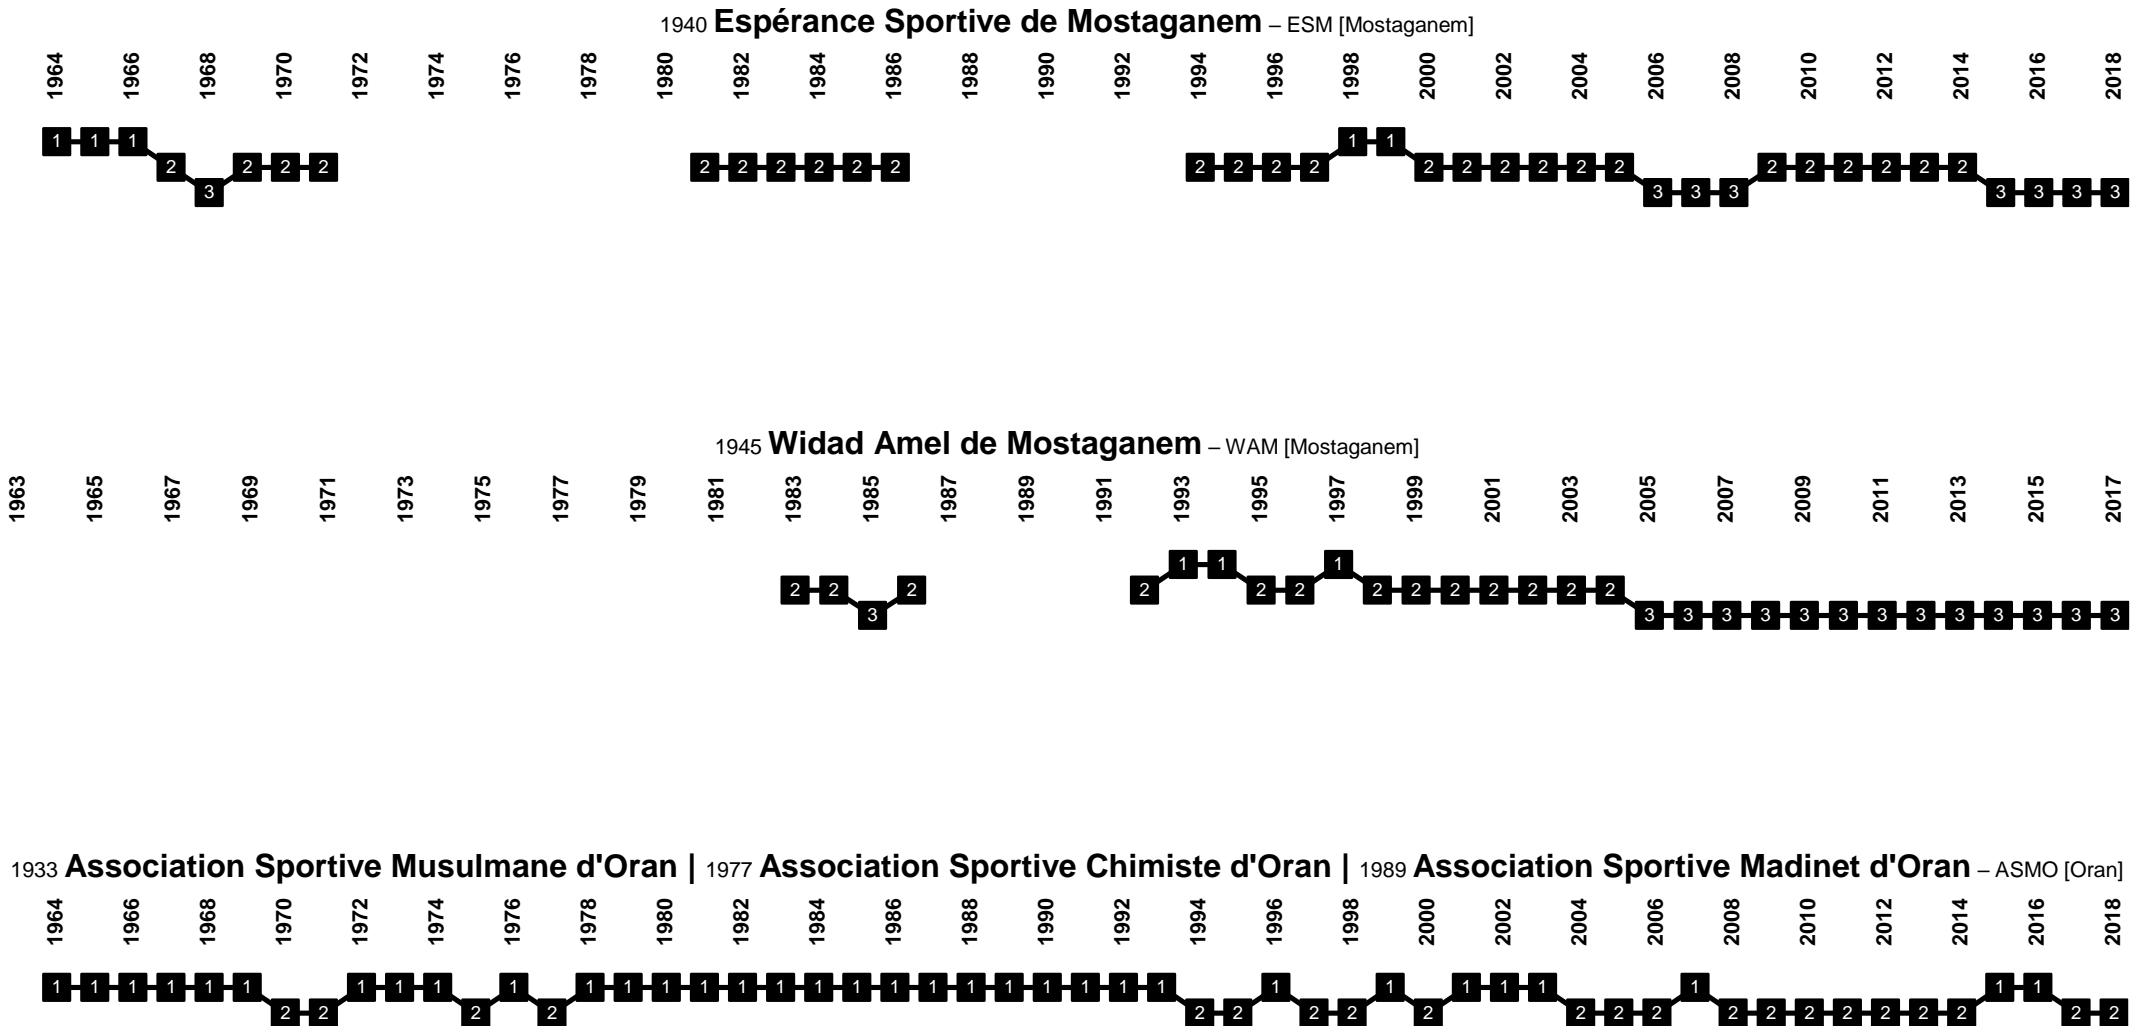 1940 Espérance Sportive de Mostaganem – ESM [Mostaganem]
1964 1966 1968 1970 1972 1974 1976 1978 1980 1982 1984 1986 1988 1990 1992 1994 1996 1998 2000 2002 2004 2006 2008 2010 2012 2014 2016 2018
1 1 1 1 1
2 2 2 2 2 2 2 2 2 2 2 2 2 2 2 2 2 2 2 2 2 2 2 2 2 2
3 3 3 3 3 3 3 3
1945 Widad Amel de Mostaganem – WAM [Mostaganem]
1963 1965 1967 1969 1971 1973 1975 1977 1979 1981 1983 1985 1987 1989 1991 1993 1995 1997 1999 2001 2003 2005 2007 2009 2011 2013 2015 2017
1 1 1
2 2 2 2 2 2 2 2 2 2 2 2 2
3 3 3 3 3 3 3 3 3 3 3 3 3 3
1933 Association Sportive Musulmane d'Oran | 1977 Association Sportive Chimiste d'Oran | 1989 Association Sportive Madinet d'Oran – ASMO [Oran]
1964 1966 1968 1970 1972 1974 1976 1978 1980 1982 1984 1986 1988 1990 1992 1994 1996 1998 2000 2002 2004 2006 2008 2010 2012 2014 2016 2018
1 1 1 1 1 1 1 1 1 1 1 1 1 1 1 1 1 1 1 1 1 1 1 1 1 1 1 1 1 1 1 1 1 1
2 2 2 2 2 2 2 2 2 2 2 2 2 2 2 2 2 2 2 2 2